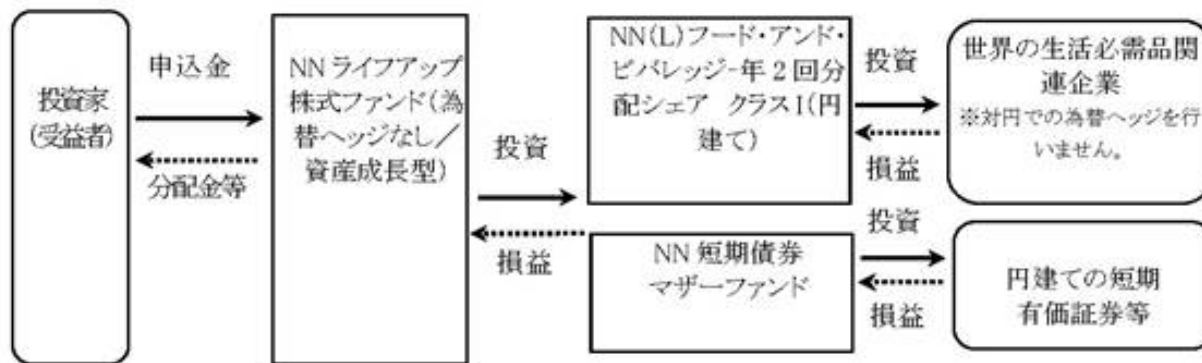 投資家
(受益者)
申込金
分配金等
NNライフアップ
株式ファンド(為
替ヘッジなし/
資産成長型)
投資
損益
NN(L)フード・アンド・
ビバレッジ-年2回分
配シェア クラスI(円
建て)
投資
損益
世界の生活必需品関
連企業
※対円での為替ヘッジを行
いません。
NN 短期債券
マザーファンド
投資
損益
円建ての短期
有価証券等